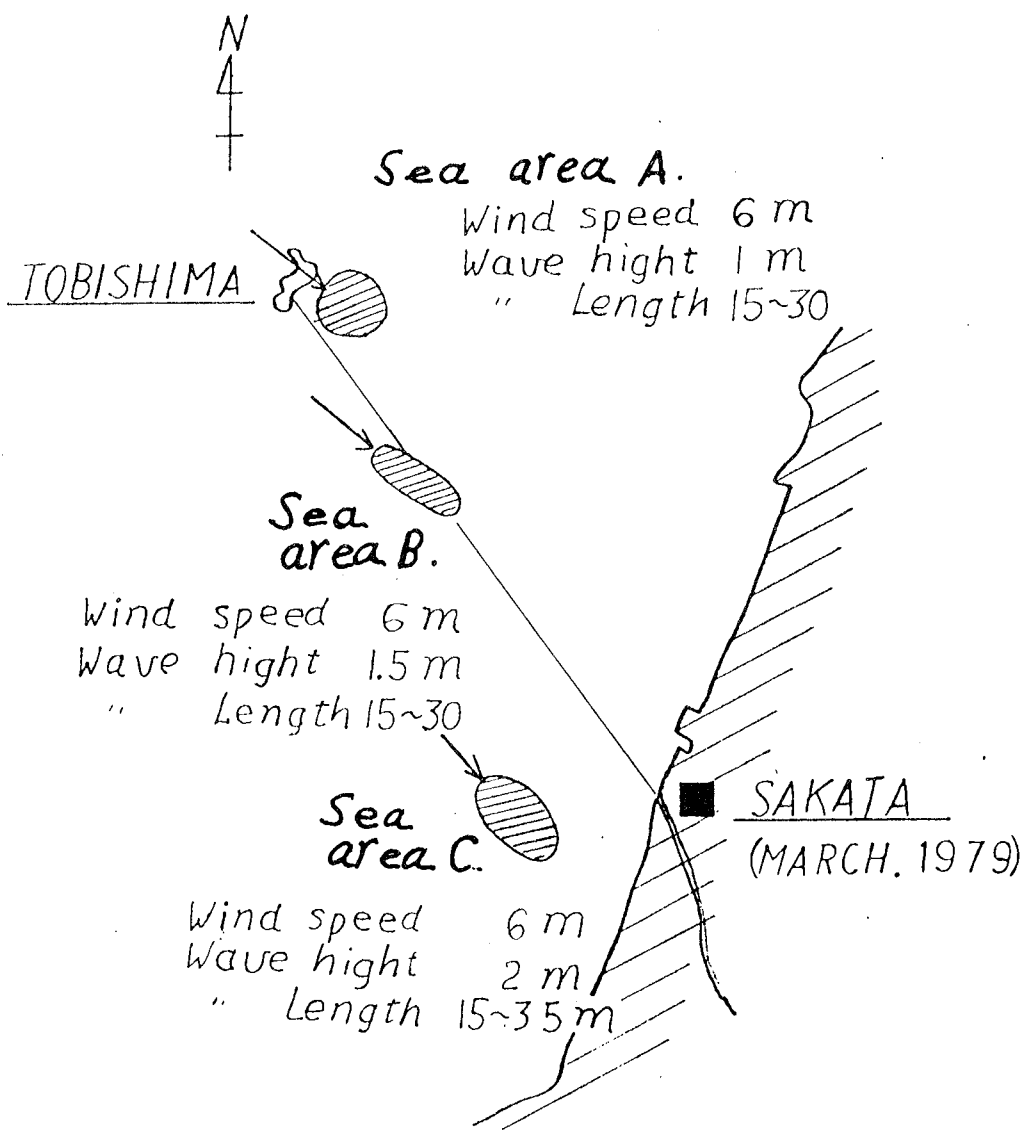 N
Sea area A.
Wind speed 6 m
Wave hight 1 m
" Length 15~30
TOBISHIMA
Sea
area B.
Wind speed 6 m
Wave hight 1.5 m
" Length 15~30
Sea
area C.
Wind speed 6 m
Wave hight 2 m
" Length 15~35 m
SAKATA
(MARCH. 1979)